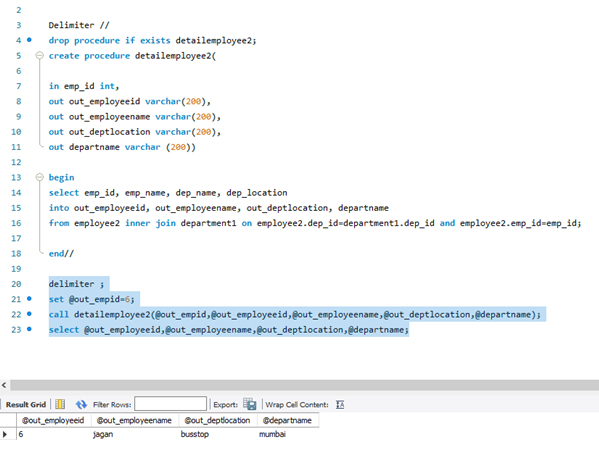 2
3 Delimiter //
4 drop procedure if exists detailemployee2;
5 create procedure detailemployee2(
6
7 in emp_id int,
8 out out_employeeid varchar(200),
9 out out_employeename varchar(200),
10 out out_deptlocation varchar(200),
11 out departname varchar (200))
12
13 begin
14 select emp_id, emp_name, dep_name, dep_location
15 into out_employeeid, out_employeename, out_deptlocation, departname
16 from employee2 inner join department1 on employee2.dep_id=department1.dep_id and employee2.emp_id=emp_id;
17
18 end//
19
20 delimiter ;
21 set @out_empid=6;
22 call detailemployee2(@out_empid,@out_employeeid,@out_employeename,@out_deptlocation,@departname);
23 select @out_employeeid,@out_employeename,@out_deptlocation,@departname;
Result Grid Filter Rows: Export: Wrap Cell Content:
@out_employeeid @out_employeename @out_deptlocation @departname
6 jagan busstop mumbai